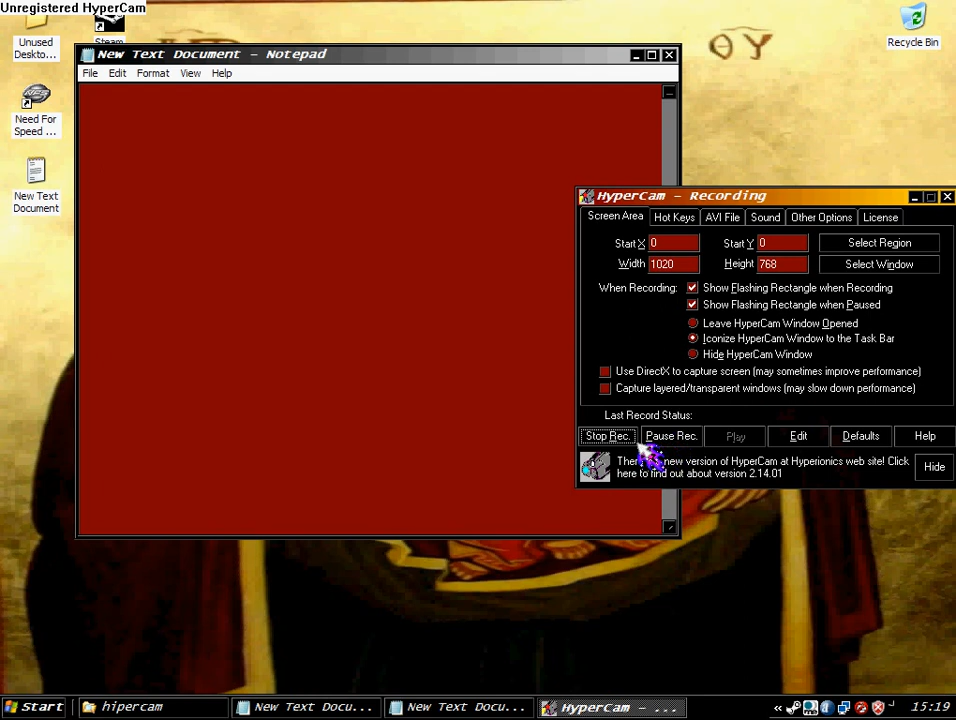 Unregistered HyperCam
Unused
Deskto...
Steam
ΘΥ
Recycle Bin
Need For
Speed ...
New Text
Document
New Text Document - Notepad
File Edit Format View Help
HyperCam - Recording
Screen Area Hot Keys AVI File Sound Other Options License
Start X 0 Start Y 0 Select Region
Width 1020 Height 768 Select Window
When Recording: Show Flashing Rectangle when Recording
Show Flashing Rectangle when Paused
Leave HyperCam Window Opened
Iconize HyperCam Window to the Task Bar
Hide HyperCam Window
Use DirectX to capture screen (may sometimes improve performance)
Capture layered/transparent windows (may slow down performance)
Last Record Status:
Stop Rec. Pause Rec. Play Edit Defaults Help
new version of HyperCam at Hyperionics web site! Click
here to find out about version 2.14.01
Hide
Start hipercam New Text Docu... New Text Docu... HyperCam - ... 15:19